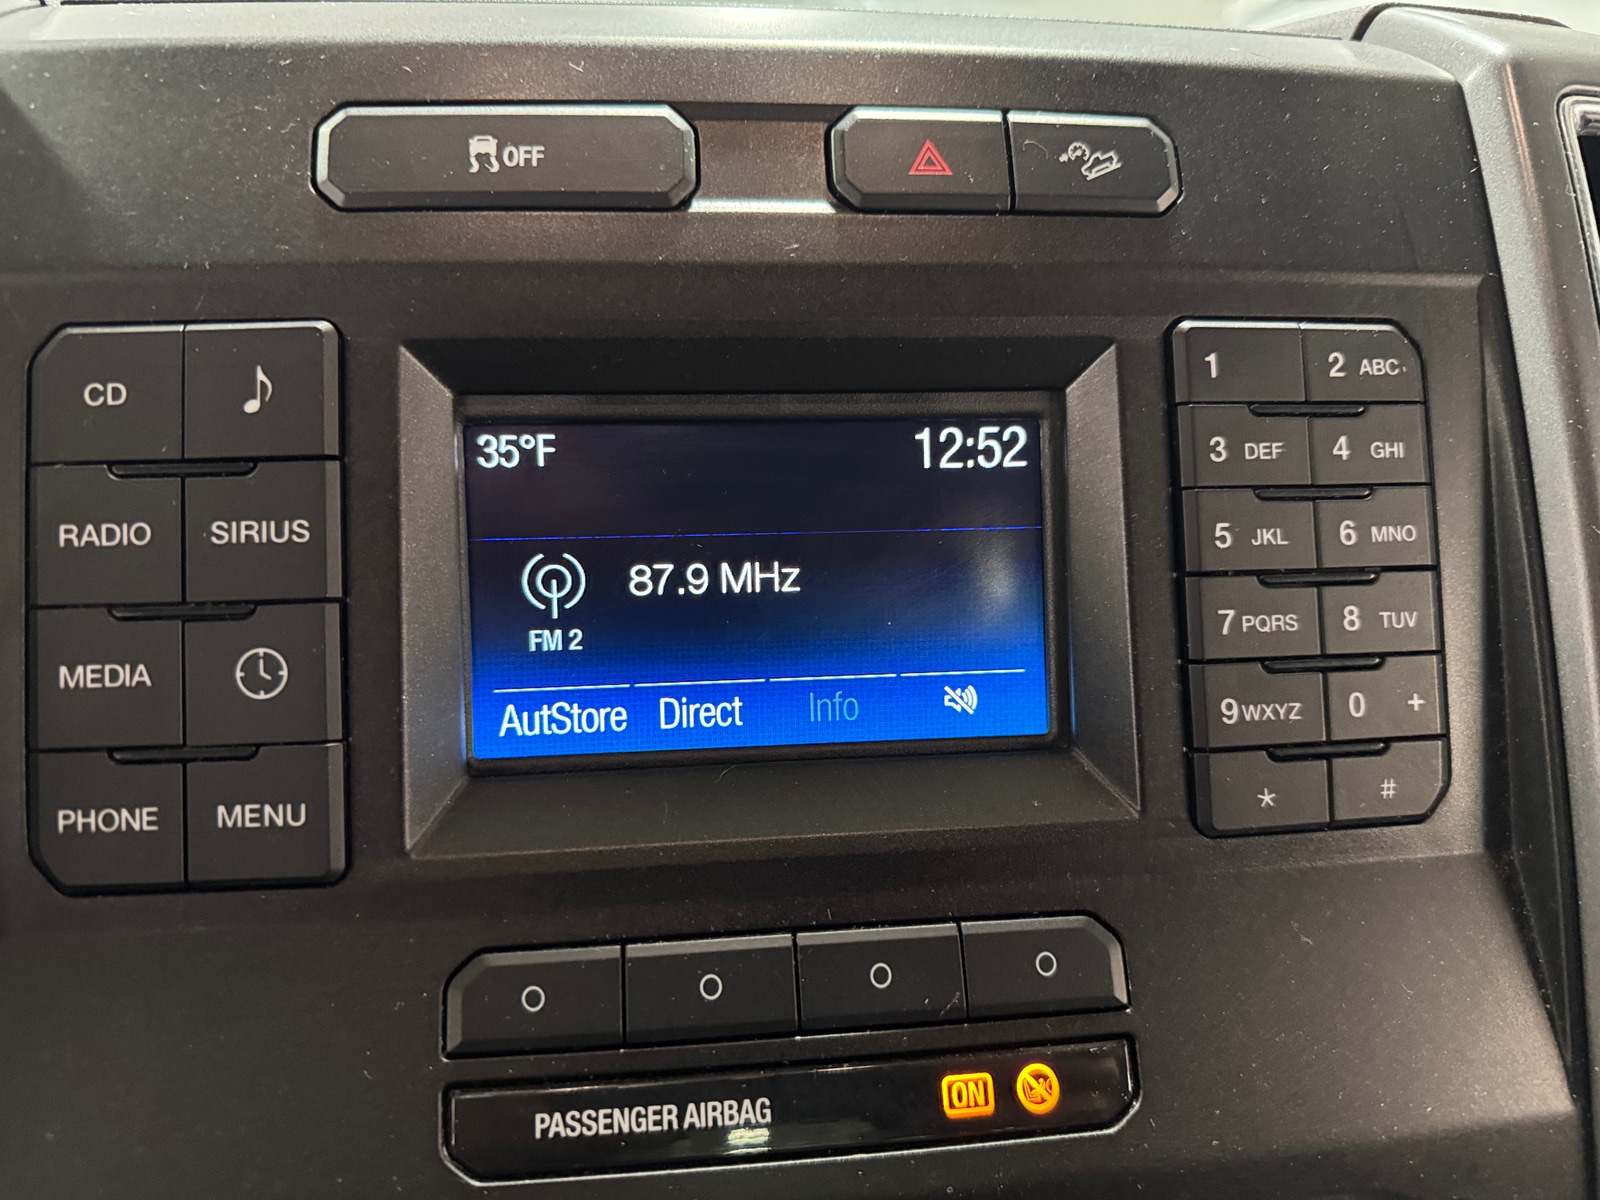 OFF
CD
RADIO SIRIUS
MEDIA
PHONE MENU
35°F 12:52
87.9 MHz
FM 2
AutStore Direct Info
1 2 ABC
3 DEF 4 GHI
5 JKL 6 MNO
7 PQRS 8 TUV
9 WXYZ 0 +
* #
PASSENGER AIRBAG ON